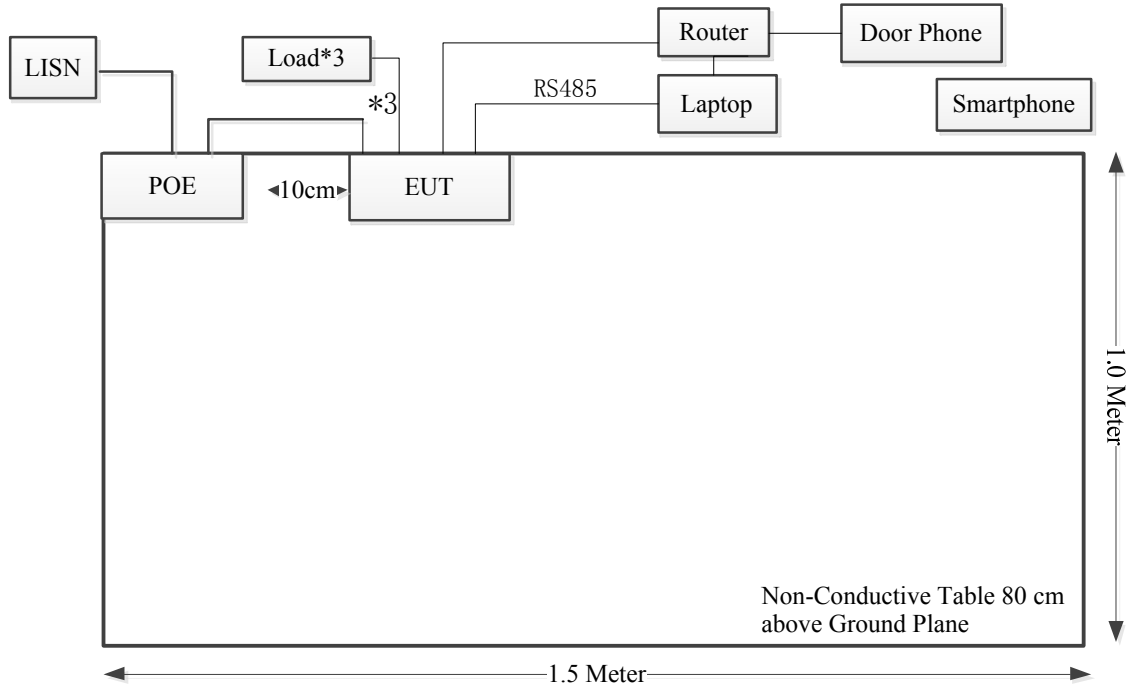 Router
Door Phone
LISN
Load*3
*3
RS485
Laptop
Smartphone
POE
10cm
EUT
1.0 Meter
Non-Conductive Table 80 cm
above Ground Plane
1.5 Meter